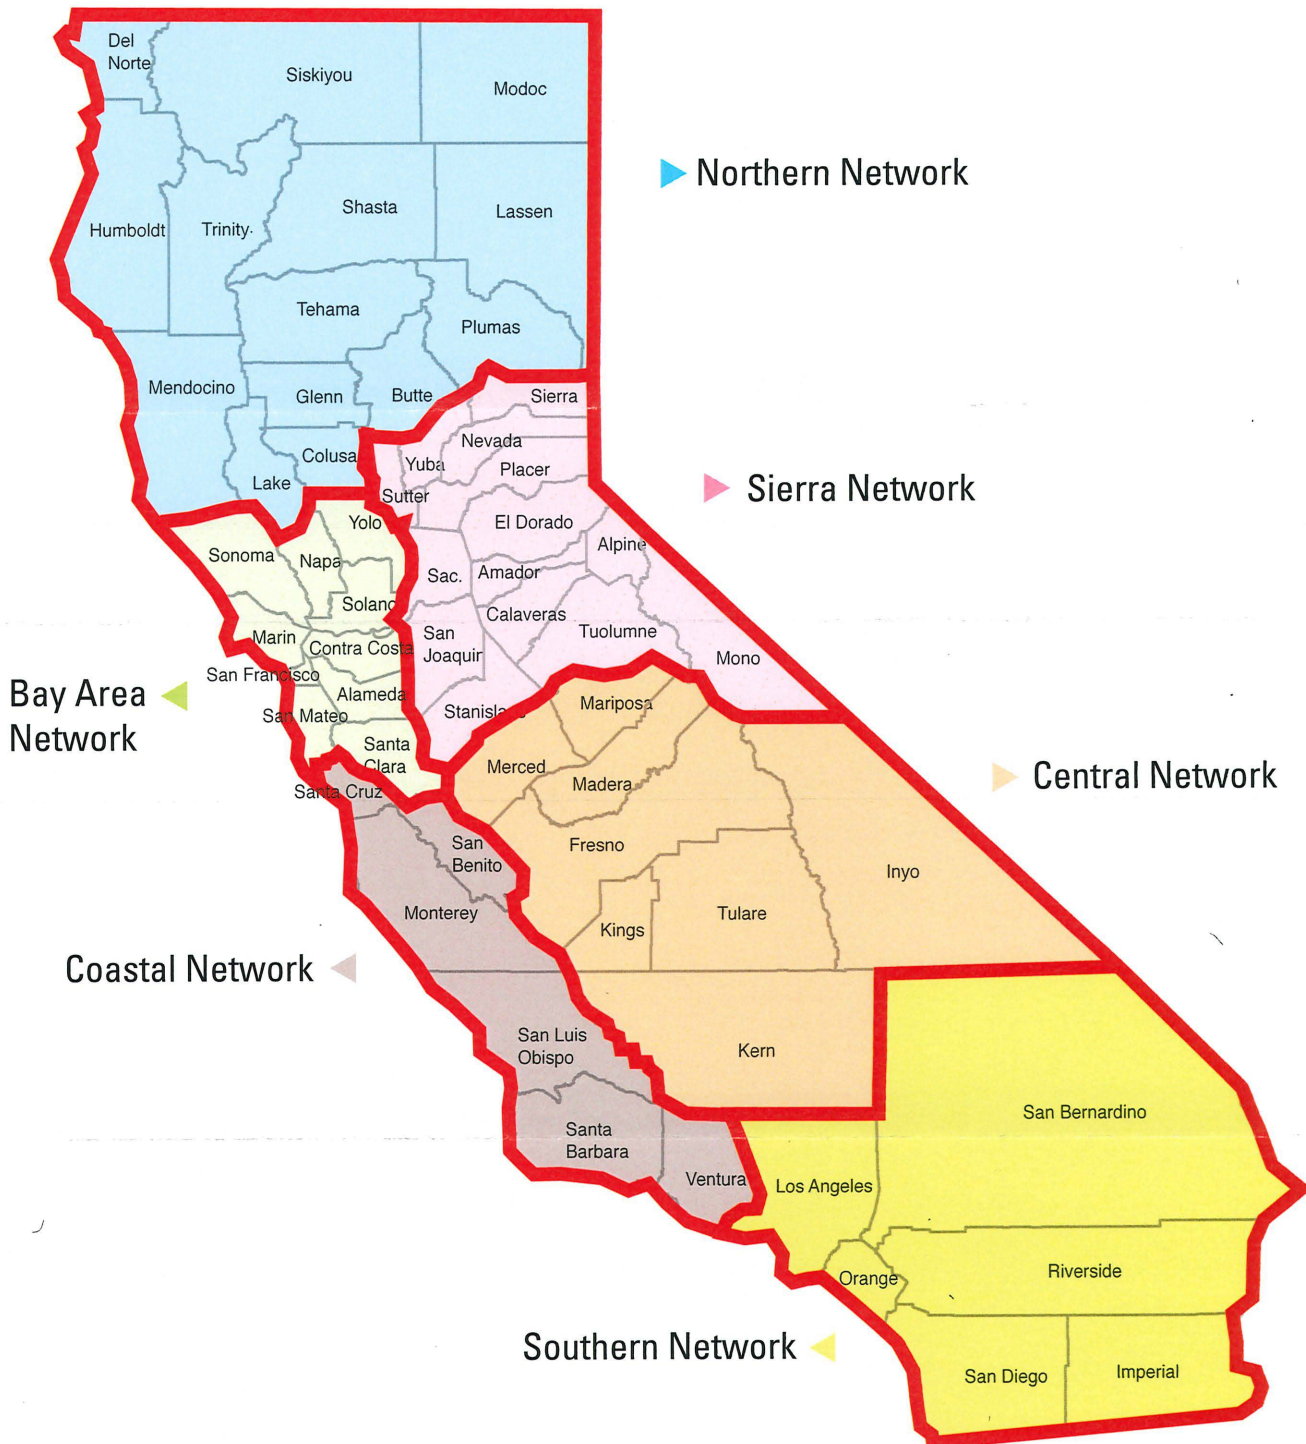 Del
Norte
Siskiyou
Modoc
Northern Network
Humboldt
Trinity
Shasta
Lassen
Tehama
Plumas
Mendocino
Glenn
Butte
Sierra
Nevada
Colusa
Yuba
Placer
Lake
Sutter
Sierra Network
Yolo
El Dorado
Sonoma
Napa
Alpine
Sac.
Amador
Solano
Calaveras
Marin
Contra Costa
San
Joaquin
Tuolumne
Mono
San Francisco
Bay Area
Network
Alameda
San Mateo
Stanislaus
Mariposa
Santa
Clara
Merced
Madera
Central Network
Santa Cruz
San
Benito
Fresno
Inyo
Monterey
Kings
Tulare
Coastal Network
San Luis
Obispo
Kern
San Bernardino
Santa
Barbara
Ventura
Los Angeles
Orange
Riverside
Southern Network
San Diego
Imperial